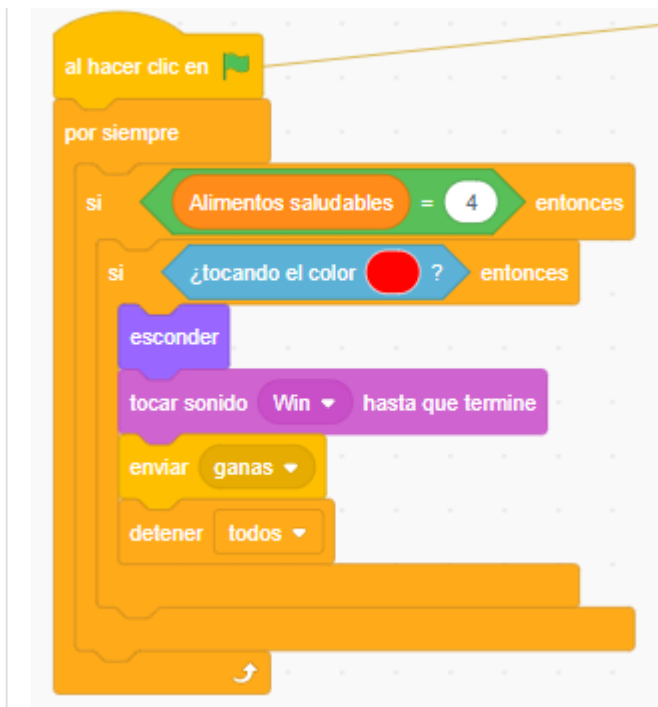 al hacer clic en
por siempre
si Alimentos saludables = 4 entonces
si ¿tocando el color ? entonces
esconder
tocar sonido Win hasta que termine
enviar ganas
detener todos